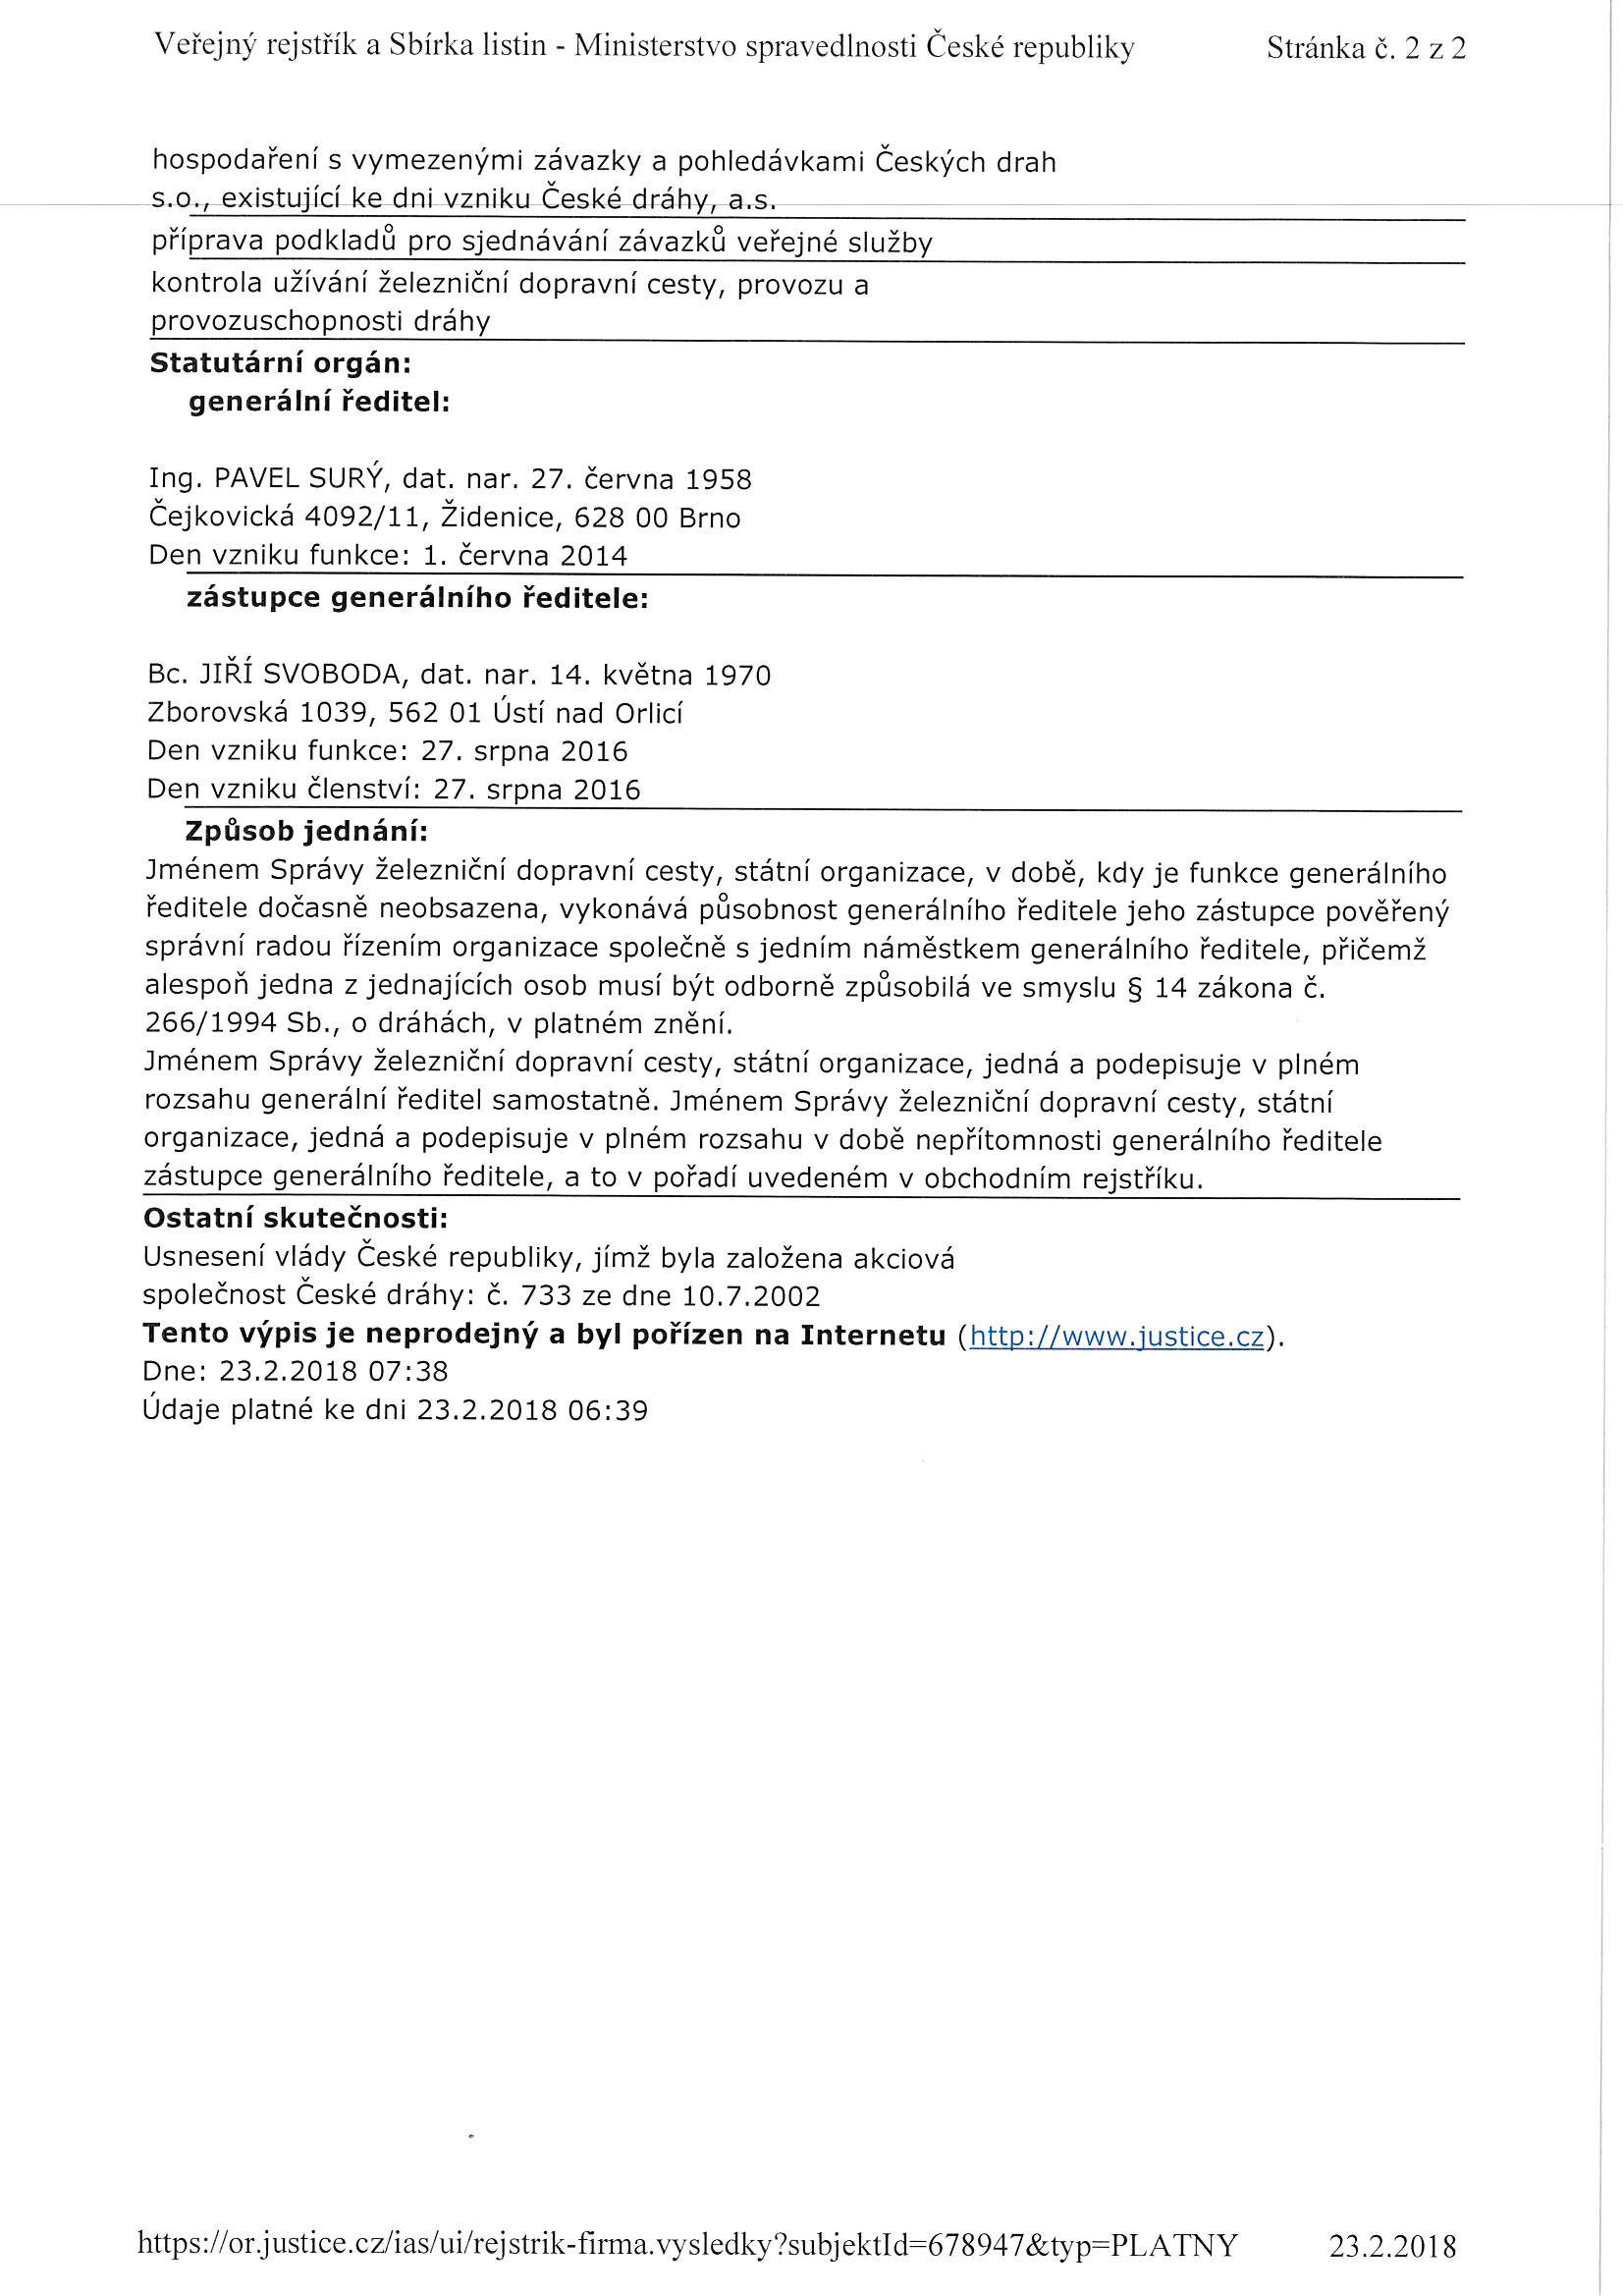 Veřejný rejstřík a Sbírka listin - Ministerstvo spravedlnosti České republiky Stránka č. 2 z 2
hospodaření s vymezenými závazky a pohledávkami Českých drah
s.o., existující ke dni vzniku České dráhy, a.s.
příprava podkladů pro sjednávání závazků veřejné služby
kontrola užívání železniční dopravní cesty, provozu a
provozuschopnosti dráhy
Statutární orgán:
generální ředitel:
Ing. PAVEL SURÝ, dat. nar. 27. června 1958
Čejkovická 4092/11, Židenice, 628 00 Brno
Den vzniku funkce: 1. června 2014
zástupce generálního ředitele:
Bc. JIŘÍ SVOBODA, dat. nar. 14. května 1970
Zborovská 1039, 562 01 Ústí nad Orlicí
Den vzniku funkce: 27. srpna 2016
Den vzniku členství: 27. srpna 2016
Způsob jednání:
Jménem Správy železniční dopravní cesty, státní organizace, v době, kdy je funkce generálního
ředitele dočasně neobsazena, vykonává působnost generálního ředitele jeho zástupce pověřený
správní radou řízením organizace společně s jedním náměstkem generálního ředitele, přičemž
alespoň jedna z jednajících osob musí být odborně způsobilá ve smyslu § 14 zákona č.
266/1994 Sb., o dráhách, v platném znění.
Jménem Správy železniční dopravní cesty, státní organizace, jedná a podepisuje v plném
rozsahu generální ředitel samostatně. Jménem Správy železniční dopravní cesty, státní
organizace, jedná a podepisuje v plném rozsahu v době nepřítomnosti generálního ředitele
zástupce generálního ředitele, a to v pořadí uvedeném v obchodním rejstříku.
Ostatní skutečnosti:
Usnesení vlády České republiky, jímž byla založena akciová
společnost České dráhy: č. 733 ze dne 10.7.2002
Tento výpis je neprodejný a byl pořízen na Internetu (http://www.justice.cz).
Dne: 23.2.2018 07:38
Údaje platné ke dni 23.2.2018 06:39
https://or.justice.cz/ias/ui/rejstrik-firma.vysledky?subjektId=678947&typ=PLATNY 23.2.2018